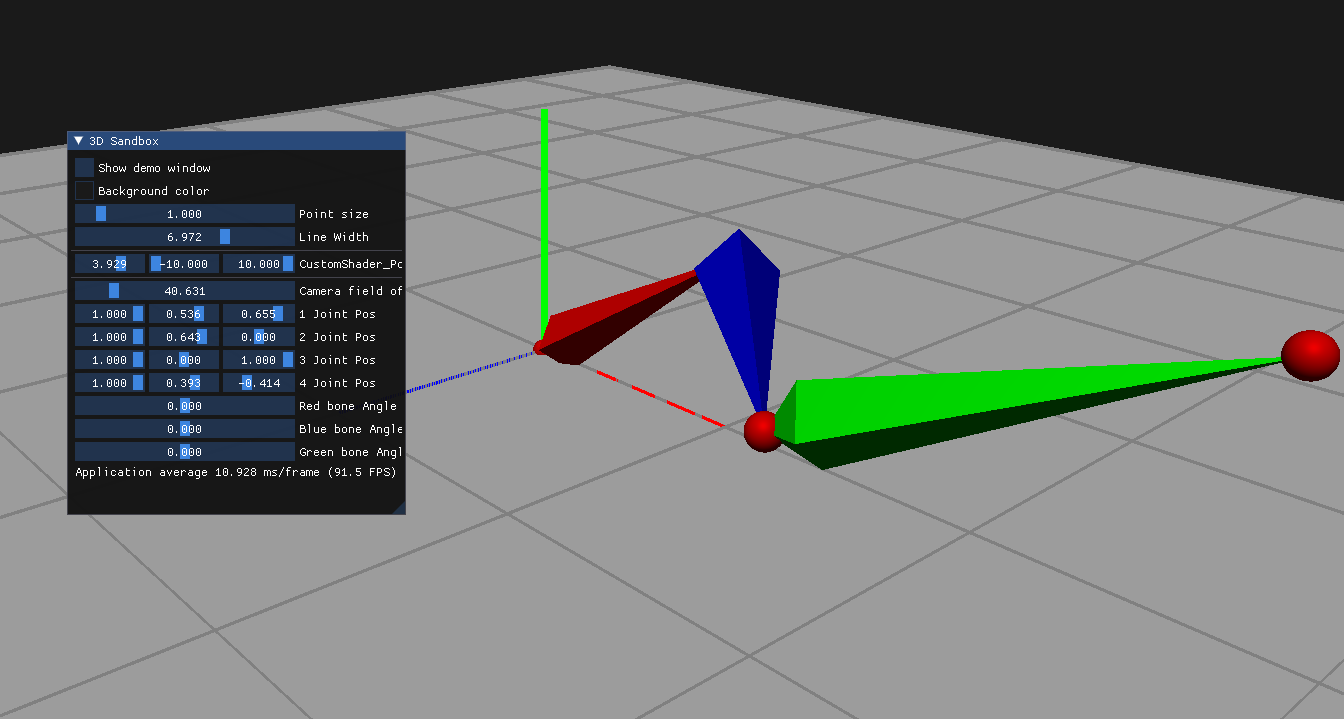 3D Sandbox
Show demo window
Background color
1.000 Point size
6.972 Line Width
3.929 -10.000 10.000 CustomShader_Po
40.631 Camera field of
1.000 0.536 0.655 1 Joint Pos
1.000 0.643 0.000 2 Joint Pos
1.000 0.000 1.000 3 Joint Pos
1.000 0.393 -0.414 4 Joint Pos
0.000 Red bone Angle
0.000 Blue bone Angle
0.000 Green bone Angl
Application average 10.928 ms/frame (91.5 FPS)